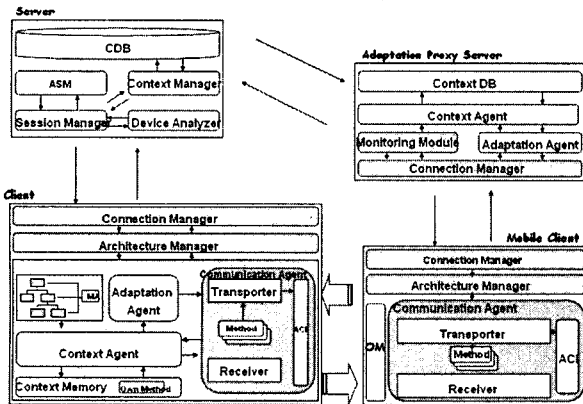 Server
CDB
ASM
Context Manager
Session Manager
Device Analyzer
Adaptation Proxy Server
Context DB
Context Agent
Monitoring Module
Adaptation Agent
Connection Manager
Client
Connection Manager
Architecture Manager
MA
Adaptation Agent
Communication Agent
Transporter
Method
ACE
Context Agent
Receiver
Context Memory
Method
Mobile Client
Connection Manager
Architecture Manager
OM
Communication Agent
Transporter
Method
ACE
Receiver